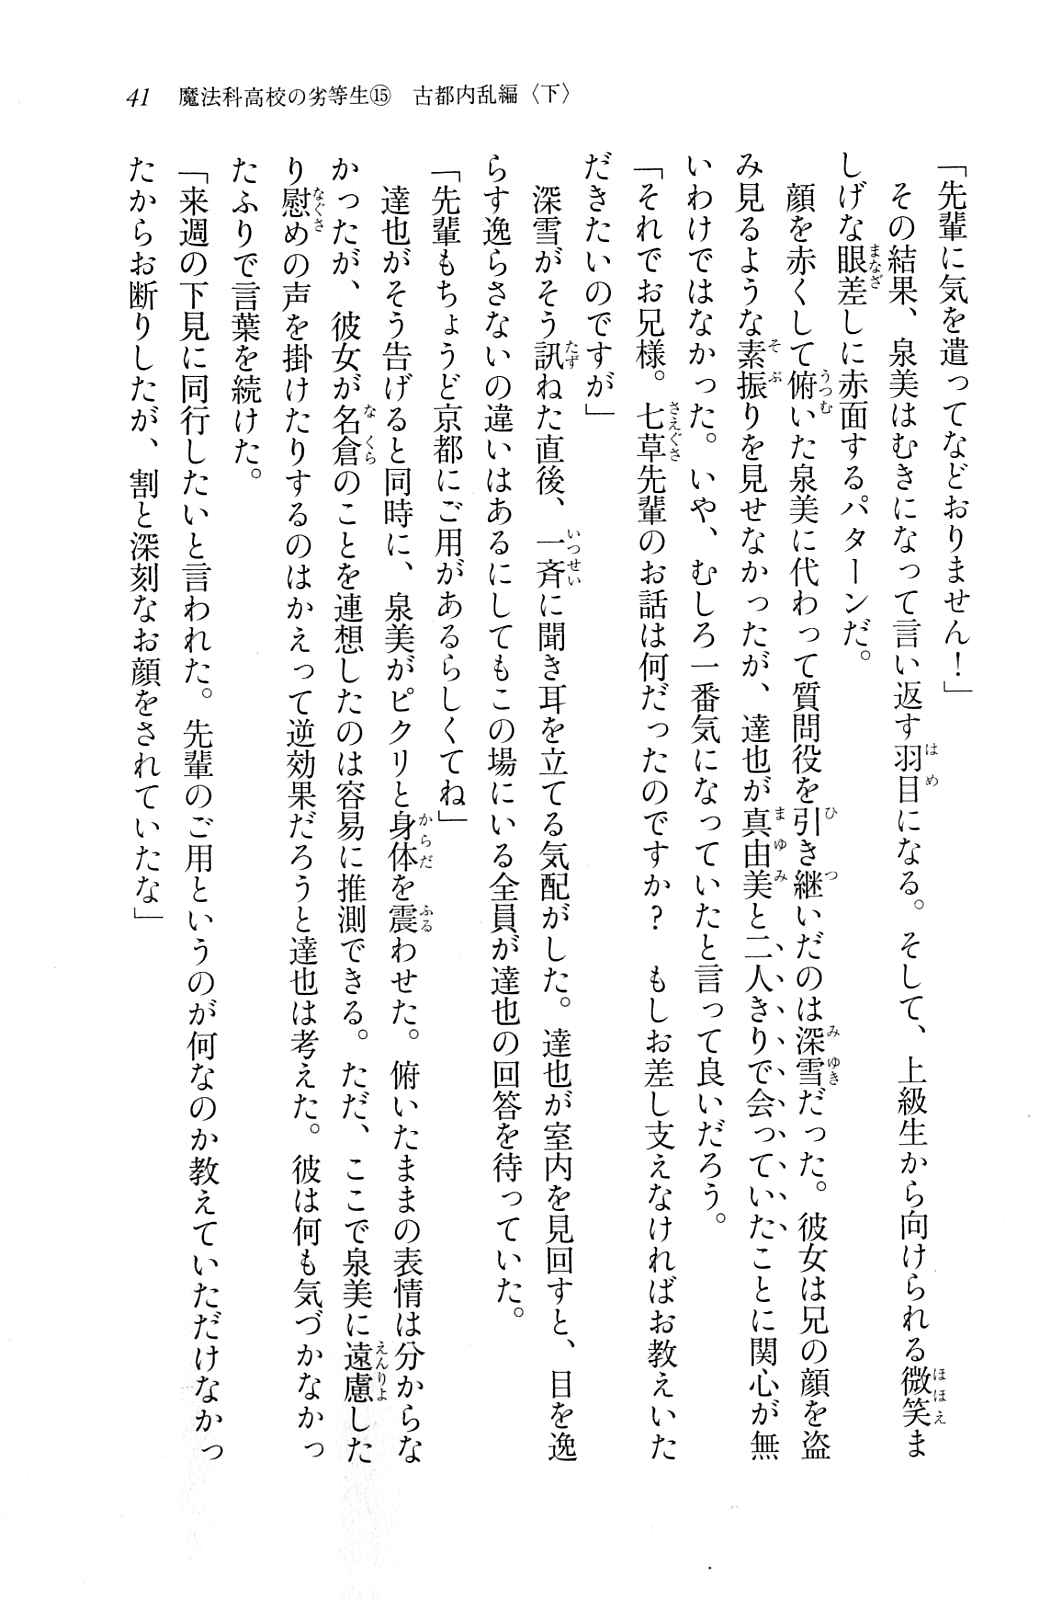 41　魔法科高校の劣等生⑮　古都内乱編〈下〉
「先輩に気を遣ってなどおりません！」
　その結果、泉美はむきになって言い返す羽目になる。そして、上級生から向けられる微笑ま
しげな眼差しに赤面するパターンだ。
　顔を赤くして俯いた泉美に代わって質問役を引き継いだのは深雪だった。彼女は兄の顔を盗
み見るような素振りを見せなかったが、達也が真由美と二人きりで会っていたことに関心が無
いわけではなかった。いや、むしろ一番気になっていたと言って良いだろう。
「それでお兄様。七草先輩のお話は何だったのですか？　もしお差し支えなければお教えいた
だきたいのですが」
　深雪がそう訊ねた直後、一斉に聞き耳を立てる気配がした。達也が室内を見回すと、目を逸
らす逸らさないの違いはあるにしてもこの場にいる全員が達也の回答を待っていた。
「先輩もちょうど京都にご用があるらしくてね」
　達也がそう告げると同時に、泉美がピクリと身体を震わせた。俯いたままの表情は分からな
かったが、彼女が名倉のことを連想したのは容易に推測できる。ただ、ここで泉美に遠慮した
り慰めの声を掛けたりするのはかえって逆効果だろうと達也は考えた。彼は何も気づかなかっ
たふりで言葉を続けた。
「来週の下見に同行したいと言われた。先輩のご用というのが何なのか教えていただけなかっ
たからお断りしたが、割と深刻なお顔をされていたな」